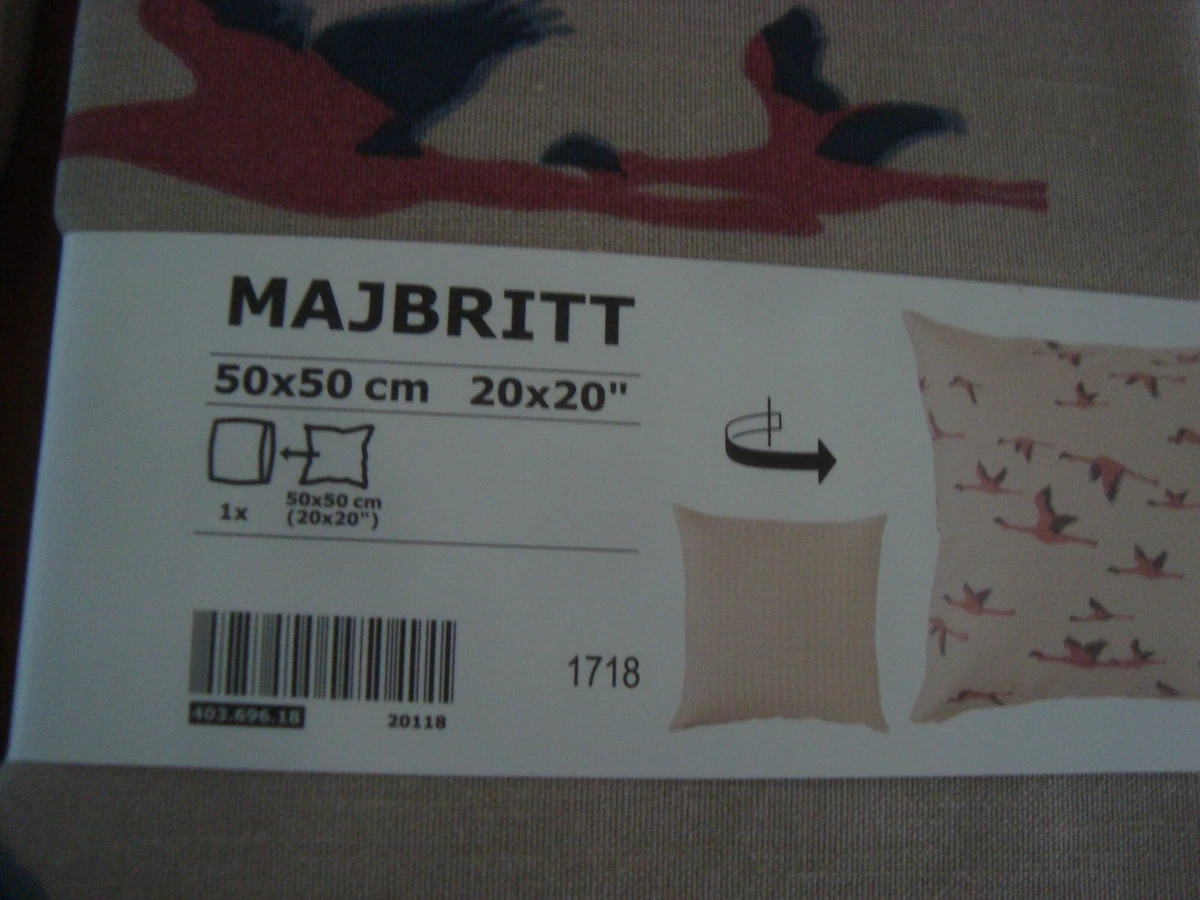 MAJBRITT
50x50 cm 20x20"
1x
50x50 cm
(20x20")
1718
403.696.18
20118